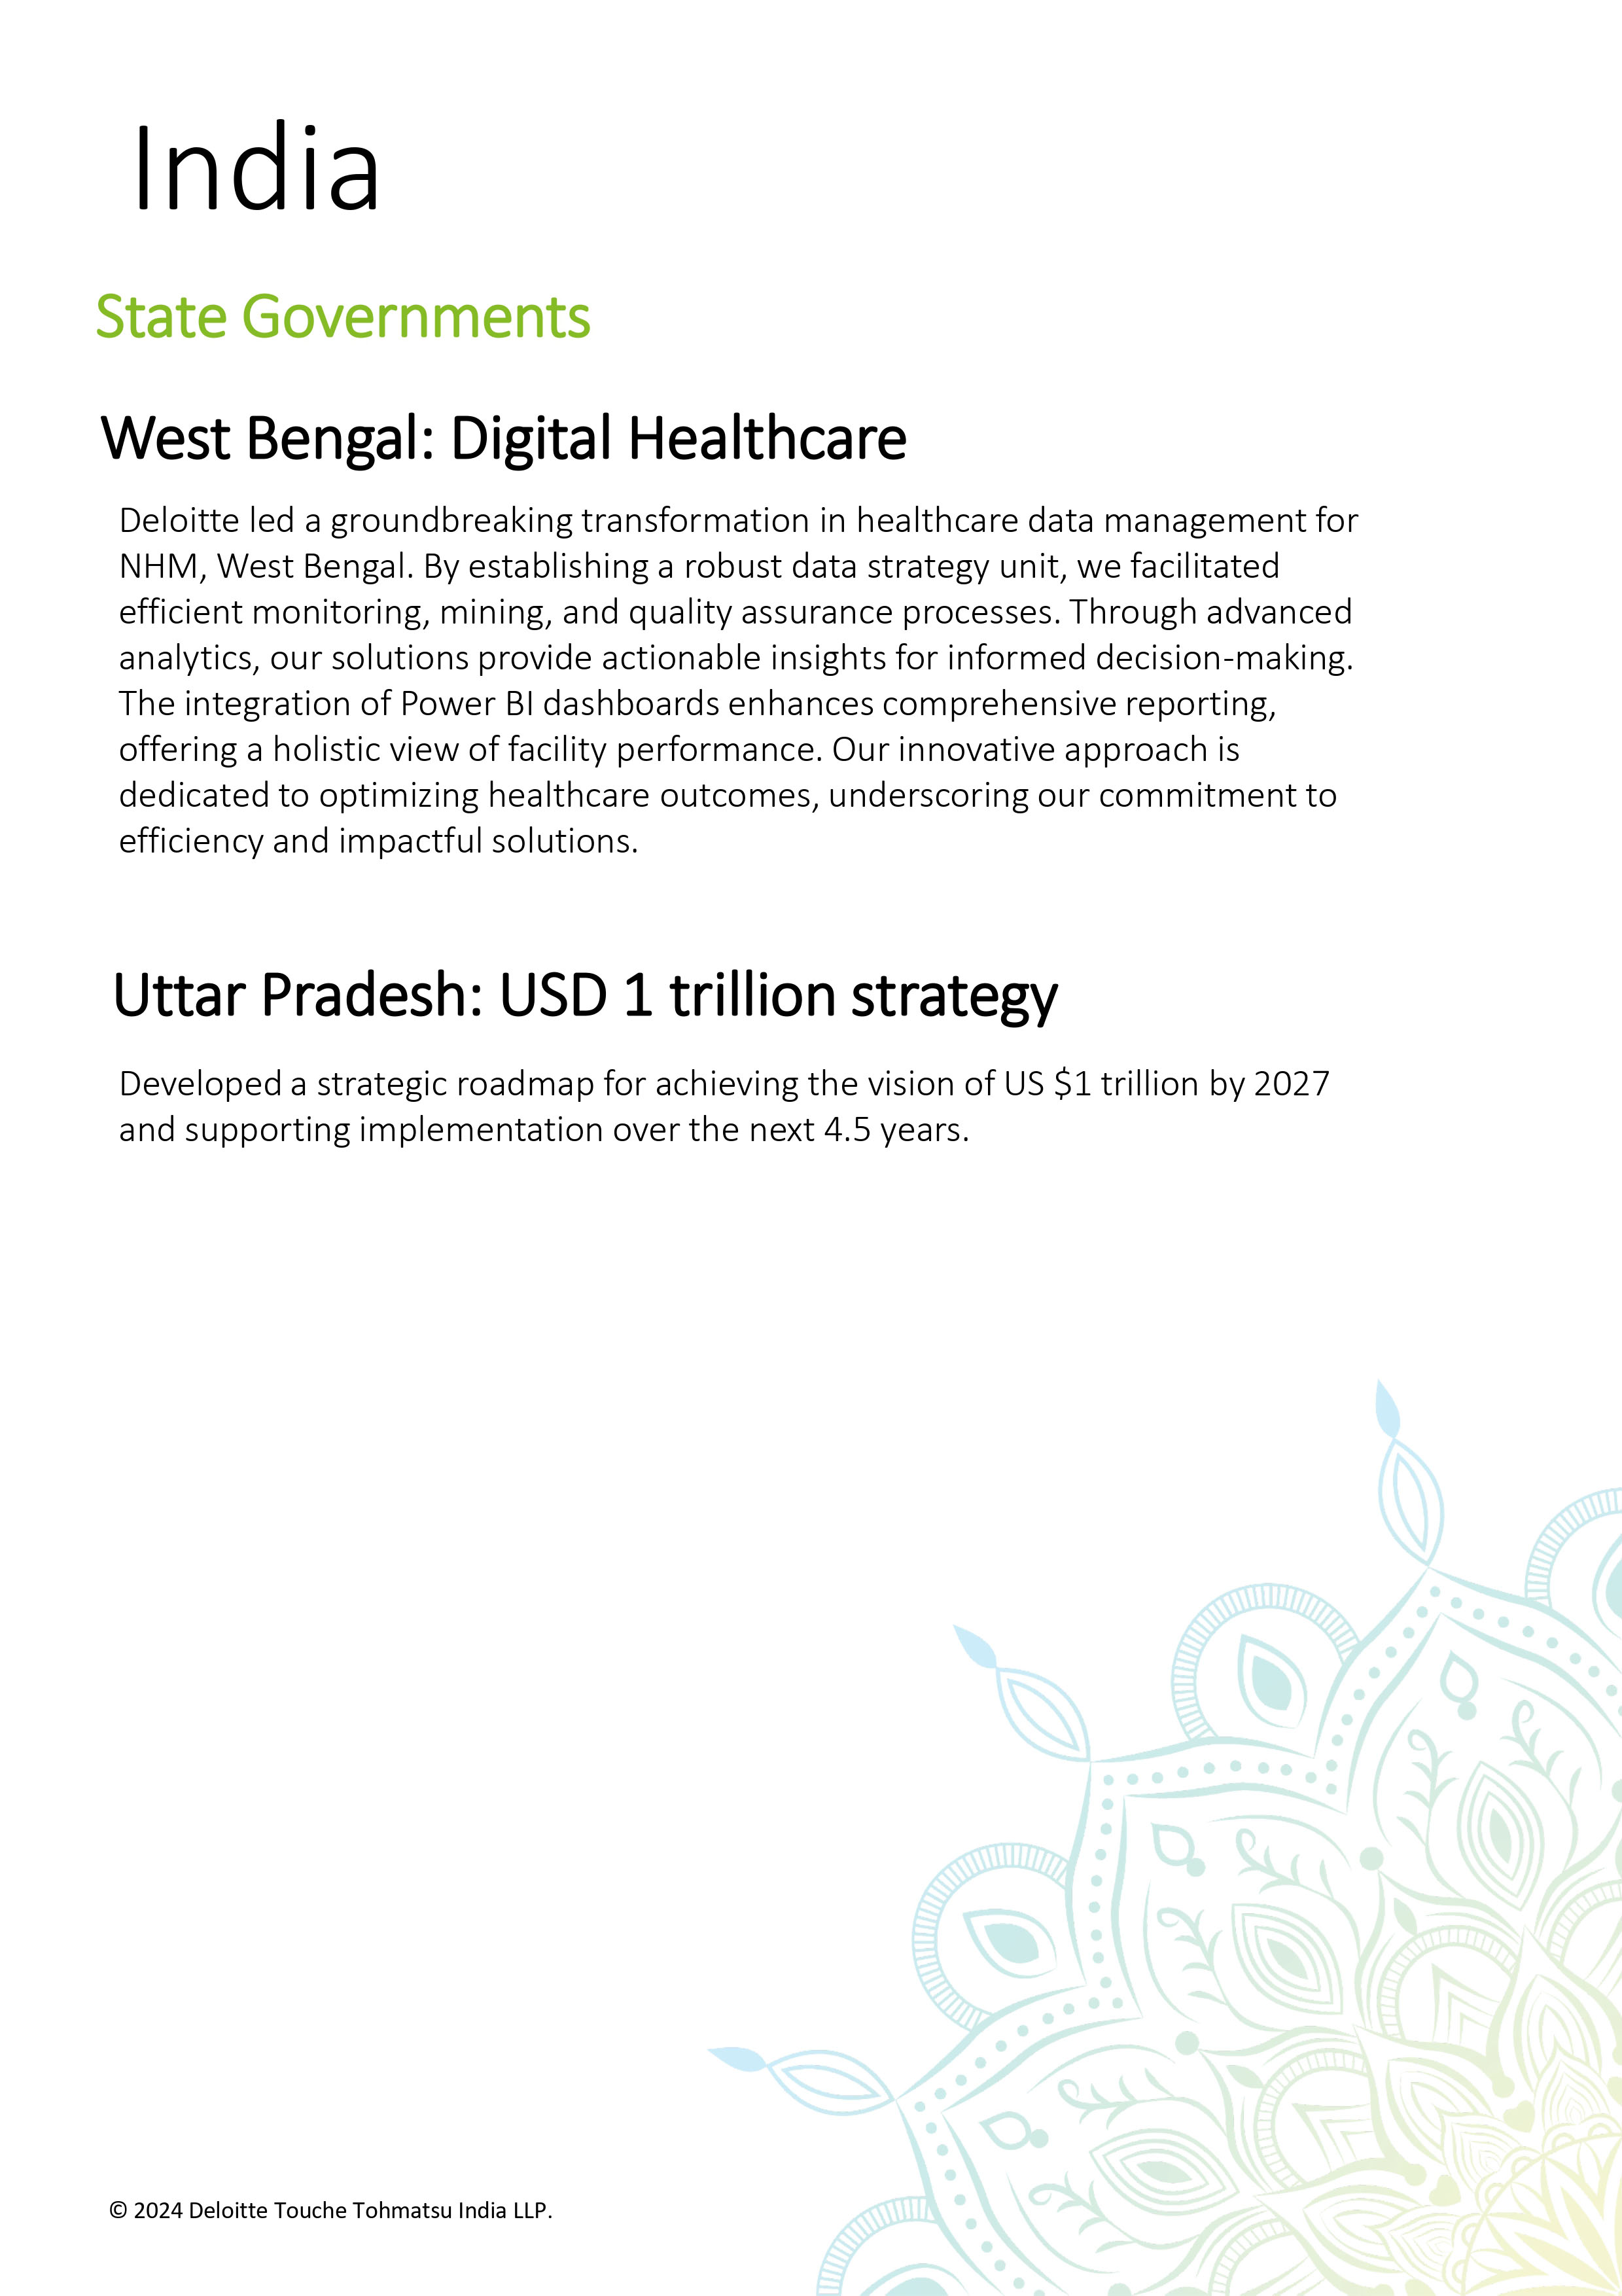 India
State Governments
West Bengal: Digital Healthcare
Deloitte led a groundbreaking transformation in healthcare data management for
NHM, West Bengal. By establishing a robust data strategy unit, we facilitated
efficient monitoring, mining, and quality assurance processes. Through advanced
analytics, our solutions provide actionable insights for informed decision-making.
The integration of Power BI dashboards enhances comprehensive reporting,
offering a holistic view of facility performance. Our innovative approach is
dedicated to optimizing healthcare outcomes, underscoring our commitment to
efficiency and impactful solutions.
Uttar Pradesh: USD 1 trillion strategy
Developed a strategic roadmap for achieving the vision of US $1 trillion by 2027
and supporting implementation over the next 4.5 years.
© 2024 Deloitte Touche Tohmatsu India LLP.